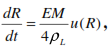 dR/dt = EM/4ρ_L u(R),